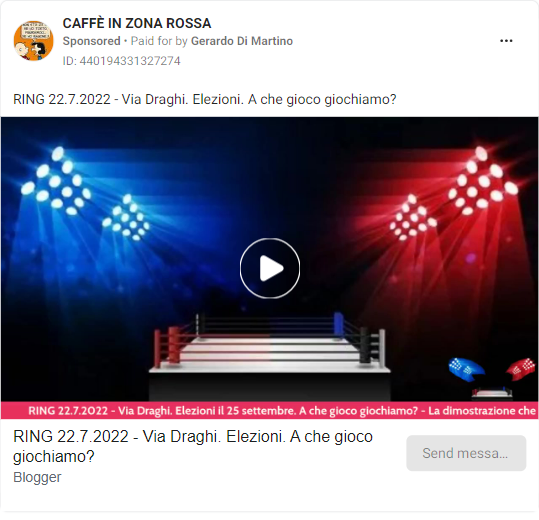 CAFFÈ IN ZONA ROSSA
Sponsored • Paid for by Gerardo Di Martino
ID: 440194331327274
RING 22.7.2022 - Via Draghi. Elezioni. A che gioco giochiamo?
RING 22.7.2022 - Via Draghi. Elezioni il 25 settembre. A che gioco giochiamo? - La dimostrazione che
RING 22.7.2022 - Via Draghi. Elezioni. A che gioco
giochiamo?
Send messa...
Blogger